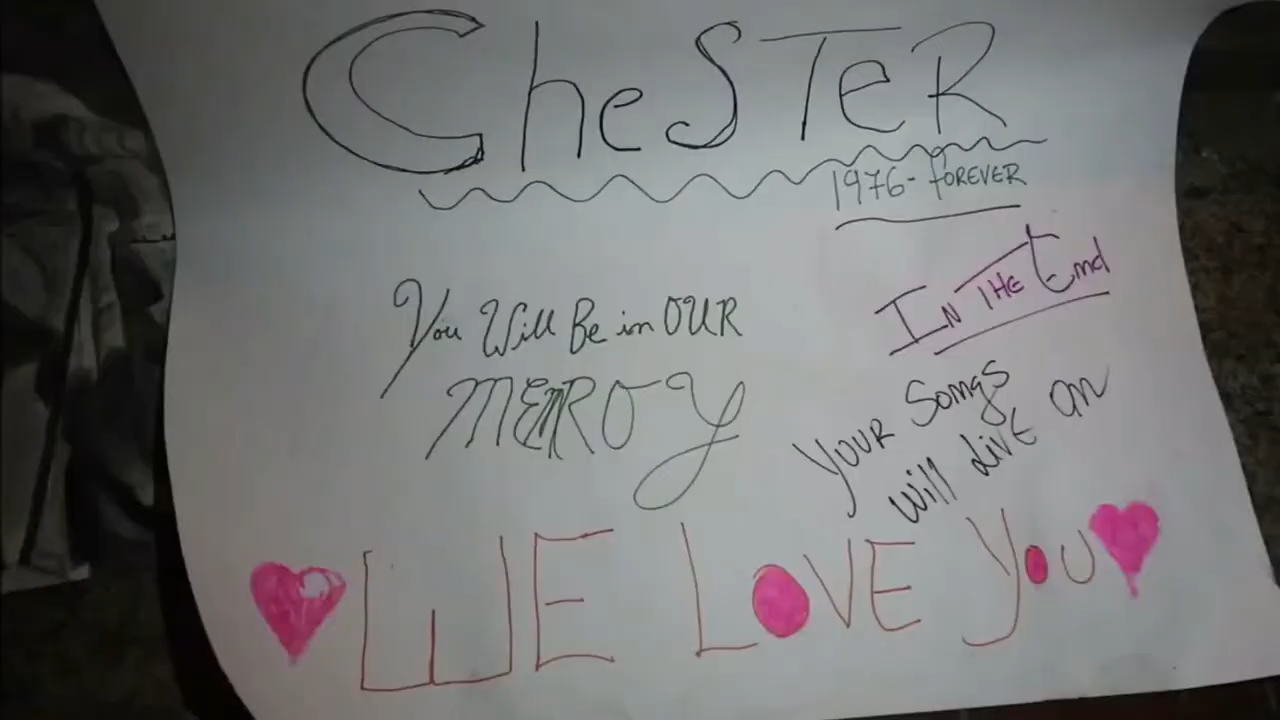 CheSTeR
1976-fOREVER
You Will Be in OUR
MEMROY
IN THE End
YOUR SongS
will LivE on
WE LOVE YOU